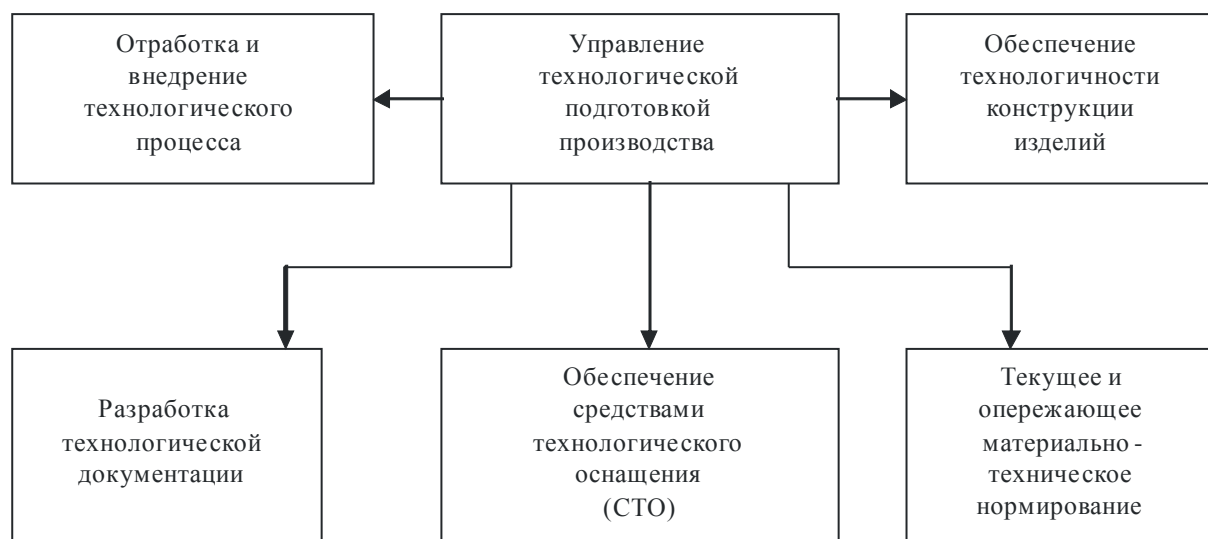 Отработка и
внедрение
технологического
процесса
Управление
технологической
подготовкой
производства
Обеспечение
технологичности
конструкции
изделий
Разработка
технологической
документации
Обеспечение
средствами
технологического
оснащения
(СТО)
Текущее и
опережающее
материально -
техническое
нормирование